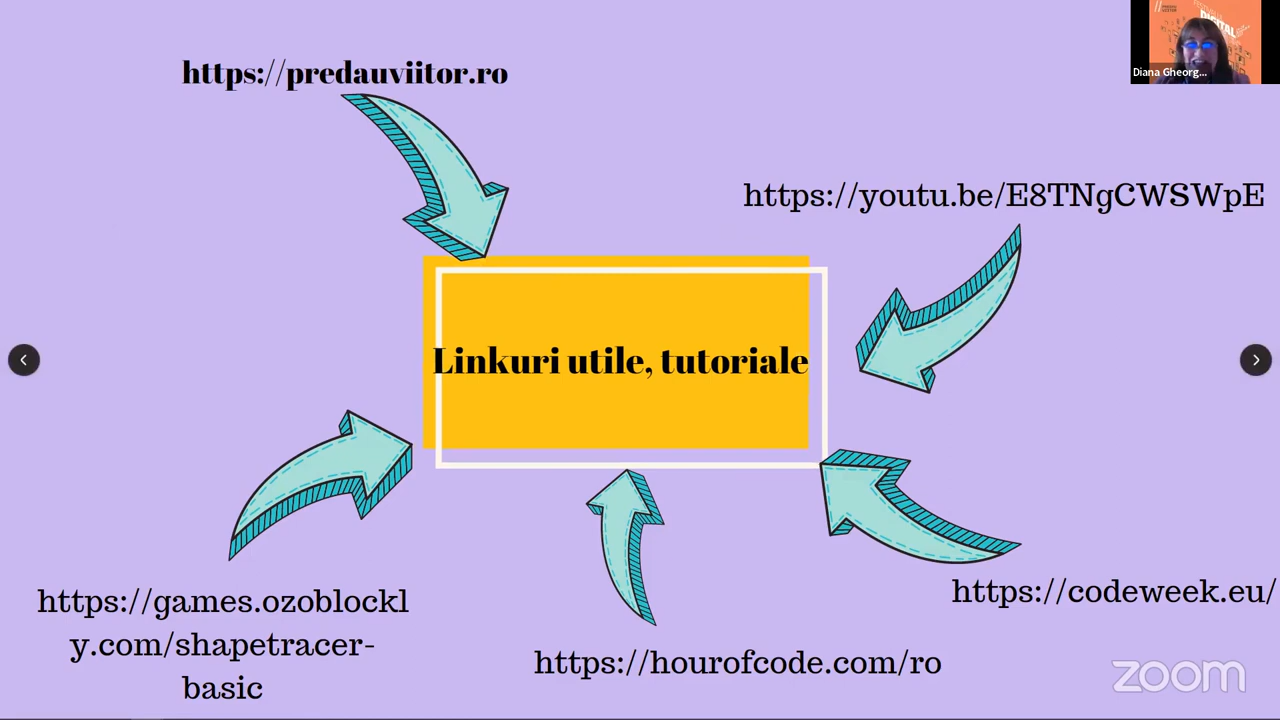 https://predauviitor.ro
DIGITAL
Diana Gheorg...
https://youtu.be/E8TNgCWSWpE
Linkuri utile, tutoriale
https://games.ozoblockl
y.com/shapetracer-
basic
https://codeweek.eu/
https://hourofcode.com/ro
zoom